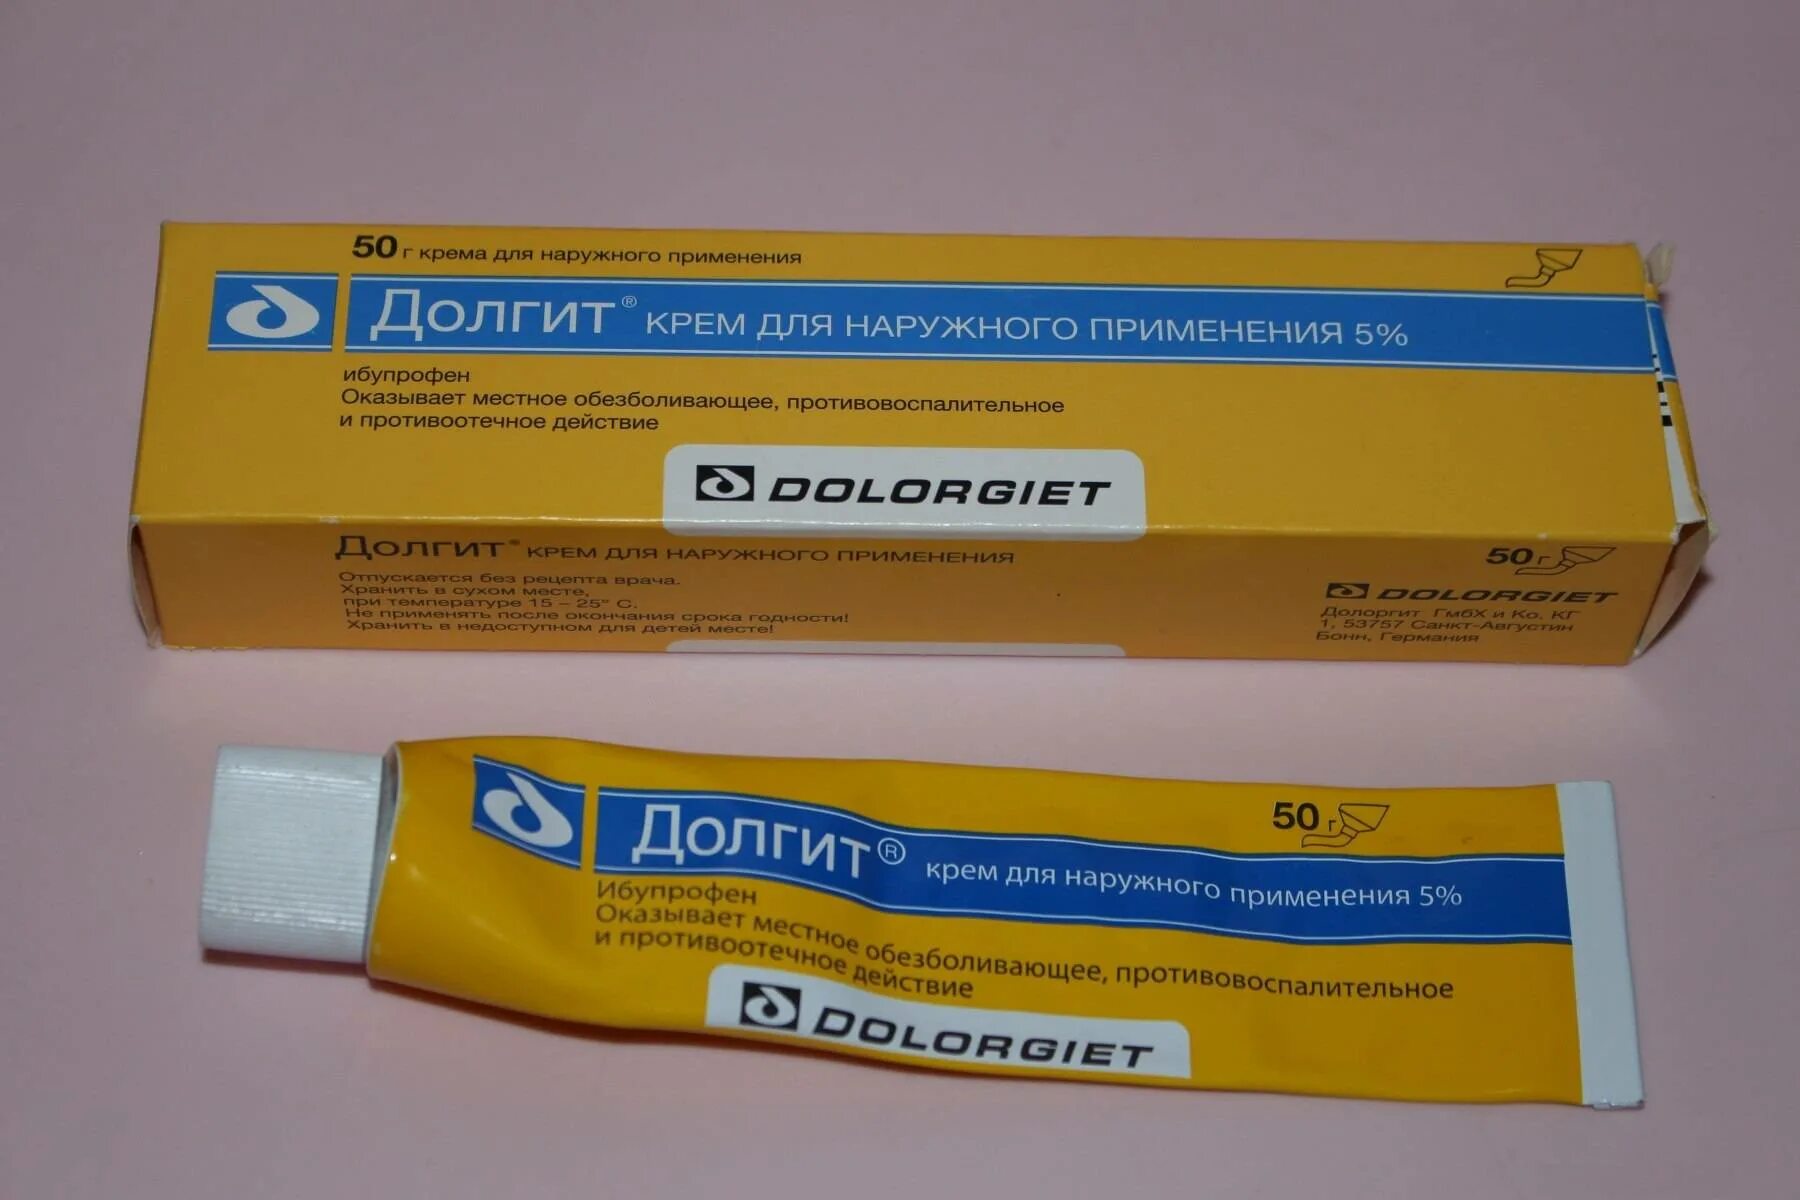 50 г крема для наружного применения
Долгит® КРЕМ ДЛЯ НАРУЖНОГО ПРИМЕНЕНИЯ 5%
ибупрофен
Оказывает местное обезболивающее, противовоспалительное
и противоотечное действие
DOLORGIET
Долгит® КРЕМ ДЛЯ НАРУЖНОГО ПРИМЕНЕНИЯ
Отпускается без рецепта врача.
Хранить в сухом месте,
при температуре 15 – 25° С.
Не применять после окончания срока годности!
Хранить в недоступном для детей месте!
50 г
DOLORGIET
Долоргит ГмбХ и Ко. КГ
1, 53757 Санкт-Августин
Бонн, Германия
50 г
Долгит® крем для наружного применения 5%
Ибупрофен
Оказывает местное обезболивающее, противовоспалительное
и противоотечное действие
DOLORGIET